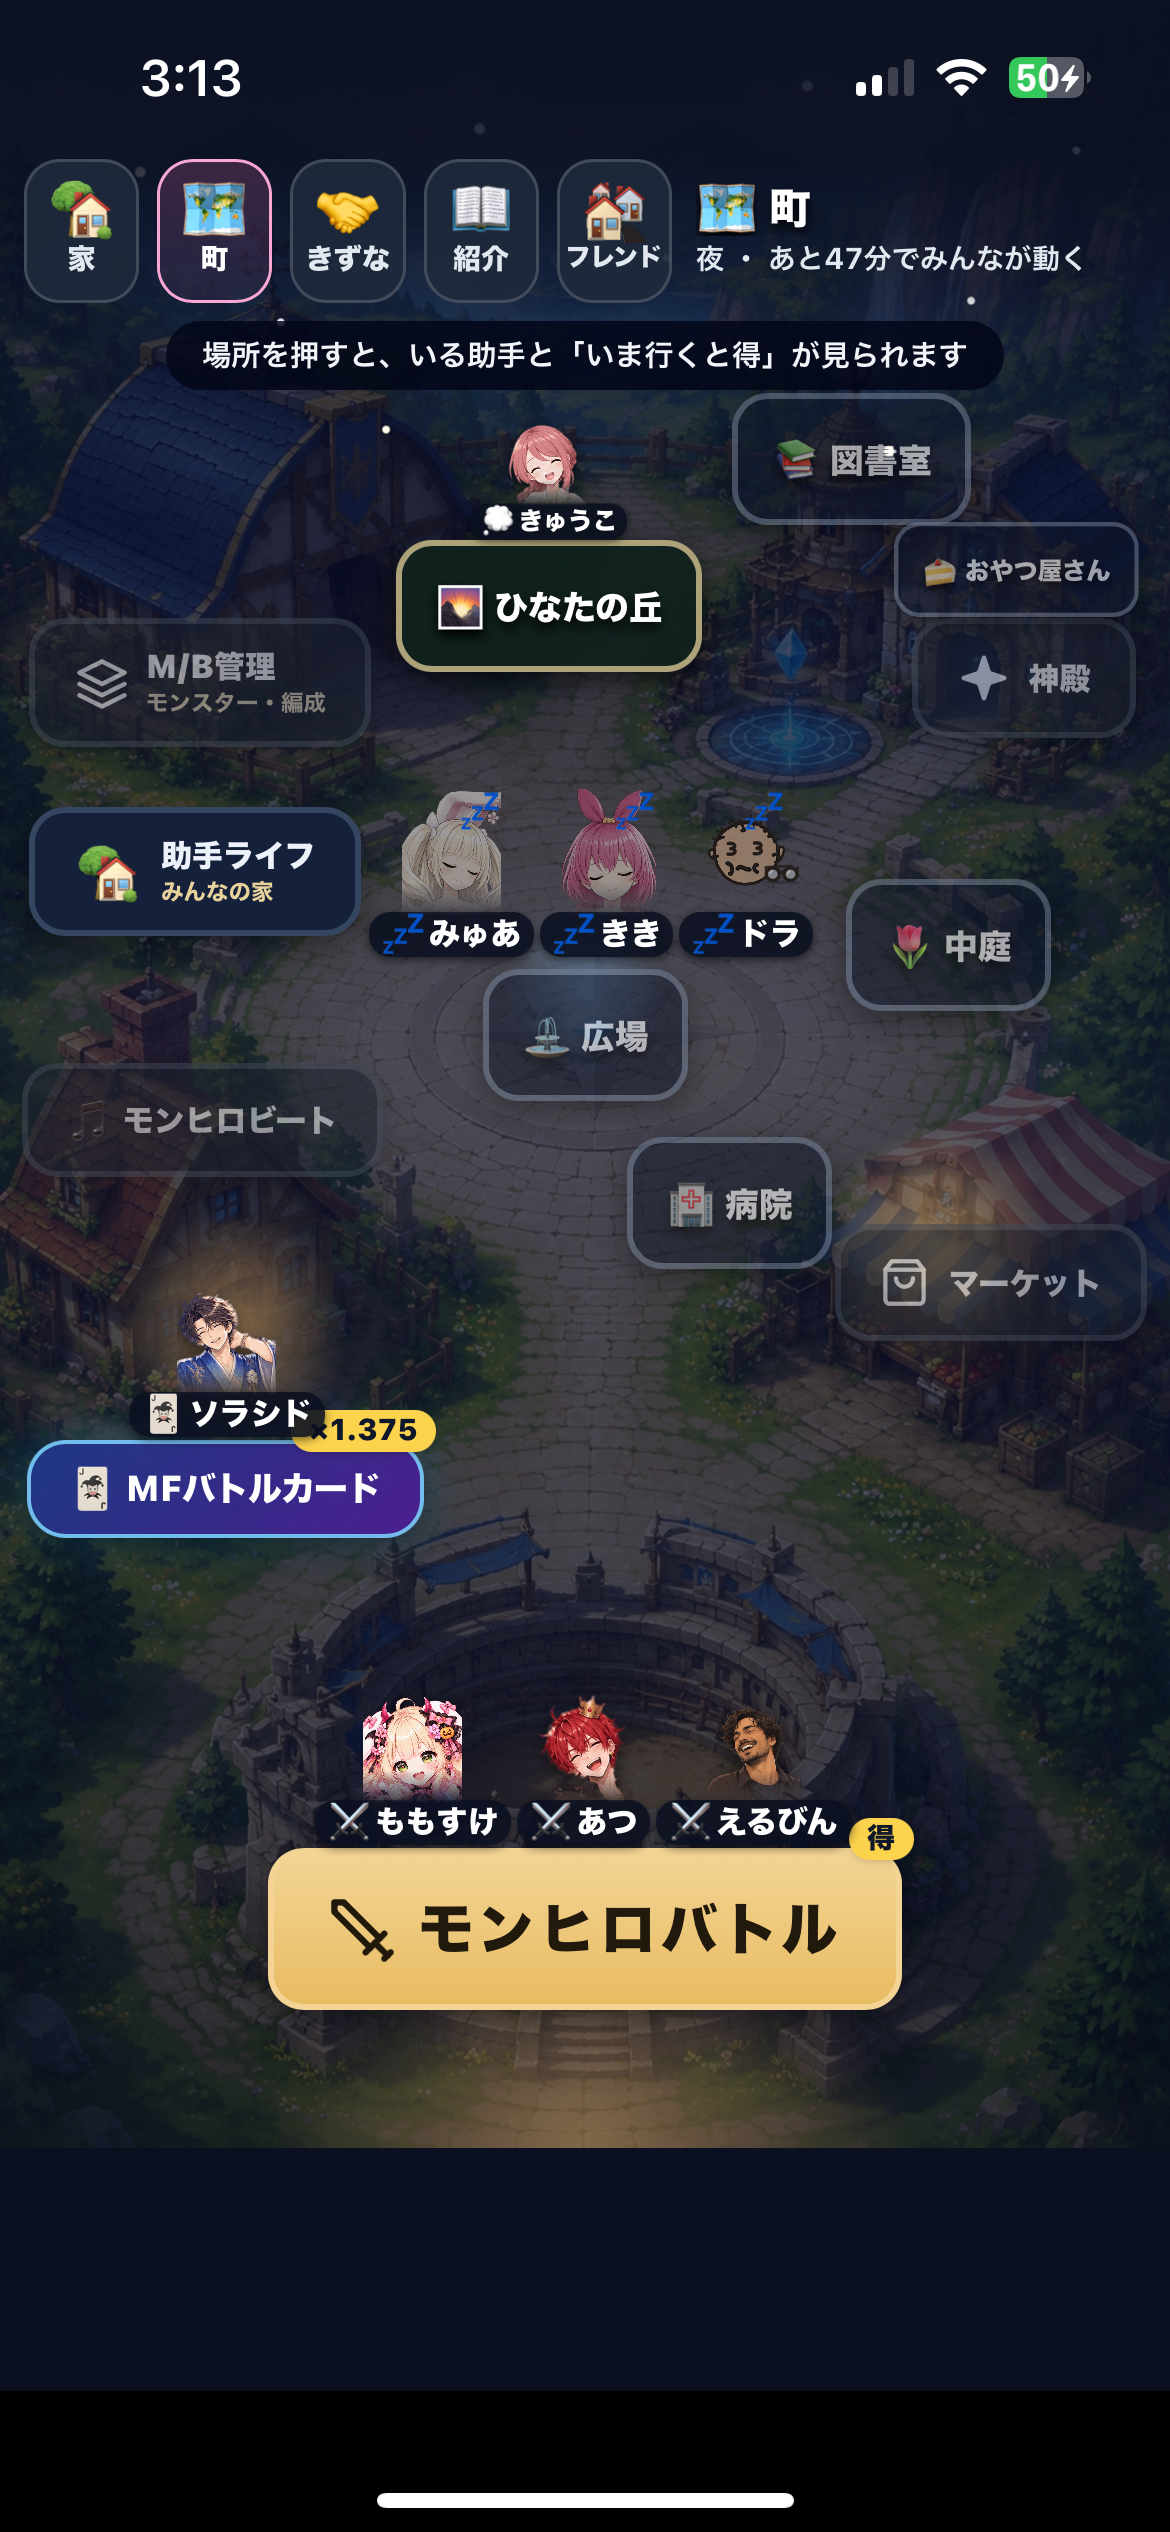 3:13
50
家
町
きずな
紹介
フレンド
町
夜 ・ あと47分でみんなが動く
場所を押すと、いる助手と「いま行くと得」が見られます
図書室
きゅうこ
おやつ屋さん
ひなたの丘
M/B管理
モンスター・編成
神殿
助手ライフ
みんなの家
zzz みゅあ
zzz きき
zzz ドラ
中庭
広場
モンヒロビート
病院
マーケット
ソラシド
×1.375
MFバトルカード
ももすけ
あつ
えるびん
得
モンヒロバトル